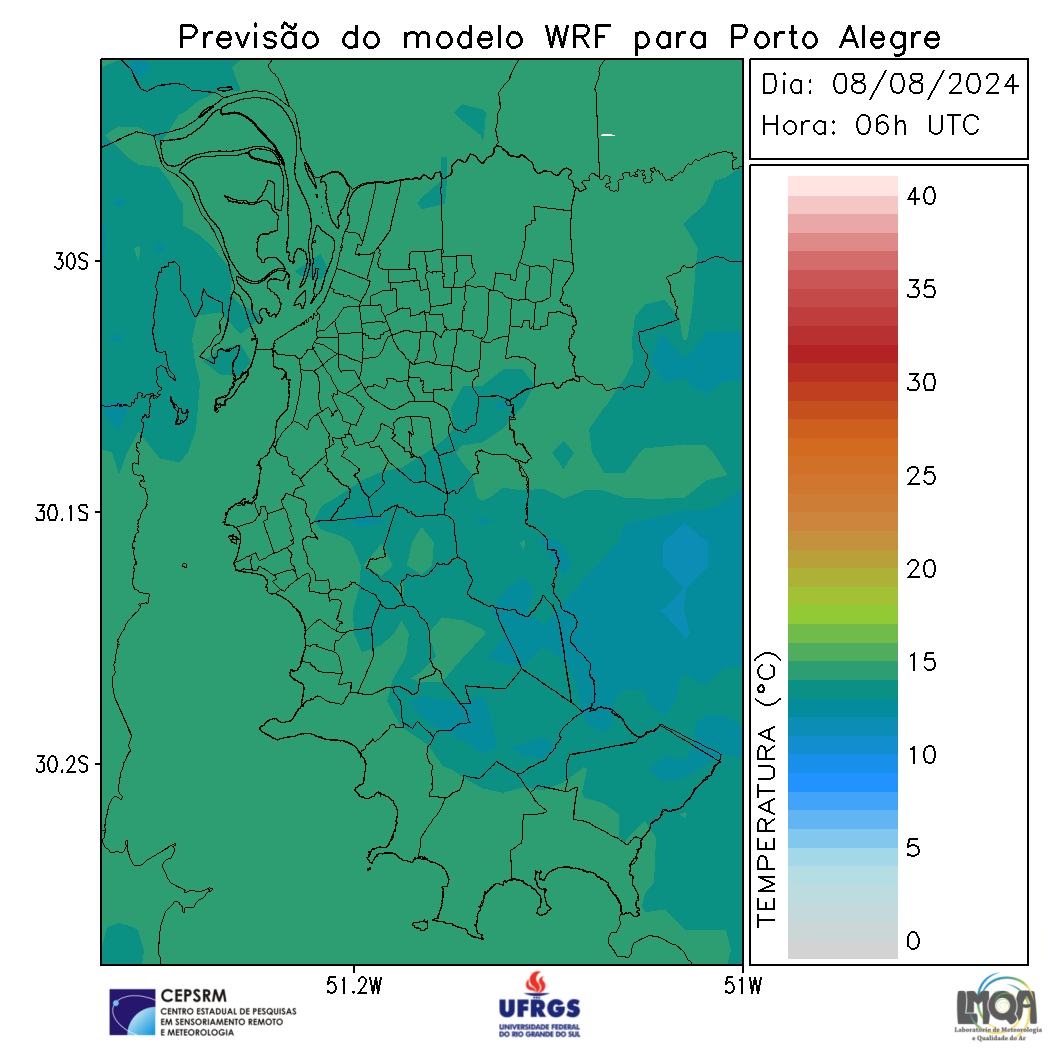 Previsão do modelo WRF para Porto Alegre
Dia: 08/08/2024
Hora: 06h UTC
40
35
30
25
20
15
10
5
0
TEMPERATURA (°C)
30S
30.1S
30.2S
51.2W
51W
CEPSRM
CENTRO ESTADUAL DE PESQUISAS
EM SENSORIAMENTO REMOTO
E METEOROLOGIA
UFRGS
UNIVERSIDADE FEDERAL
DO RIO GRANDE DO SUL
LMQA
Laboratório de Meteorologia
e Qualidade do Ar